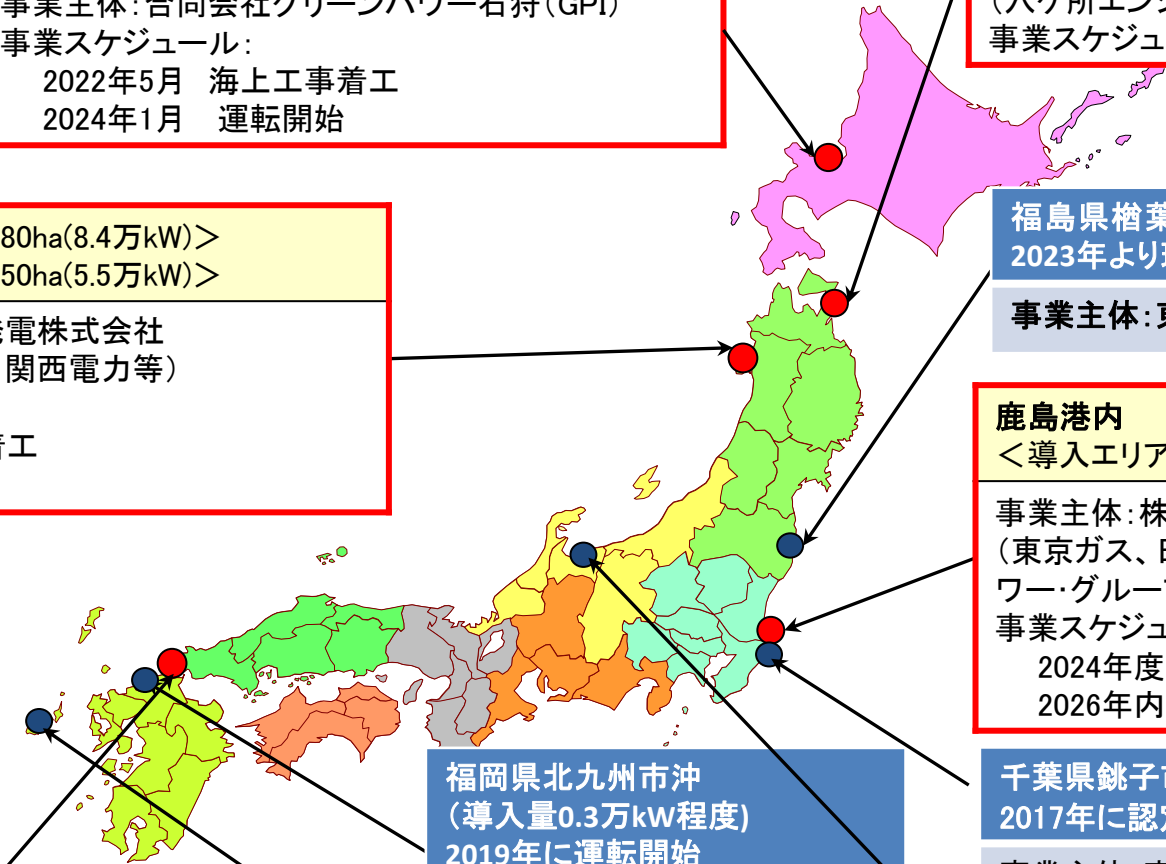 事業主体：合同会社グリーンパワー石狩（GPI）
事業スケジュール：
2022年5月　海上工事着工
2024年1月　運転開始
事業スケジュ
80ha(8.4万kW)＞
50ha(5.5万kW)＞
電株式会社
関西電力等）
工
福島県楢葉
2023年より
事業主体：東
鹿島港内
＜導入エリア
事業主体：株
（東京ガス、
ワー・グルー
事業スケジュ
2024年度
2026年内
福岡県北九州市沖
（導入量0.3万kW程度)
2019年に運転開始
千葉県銚子
2017年に認